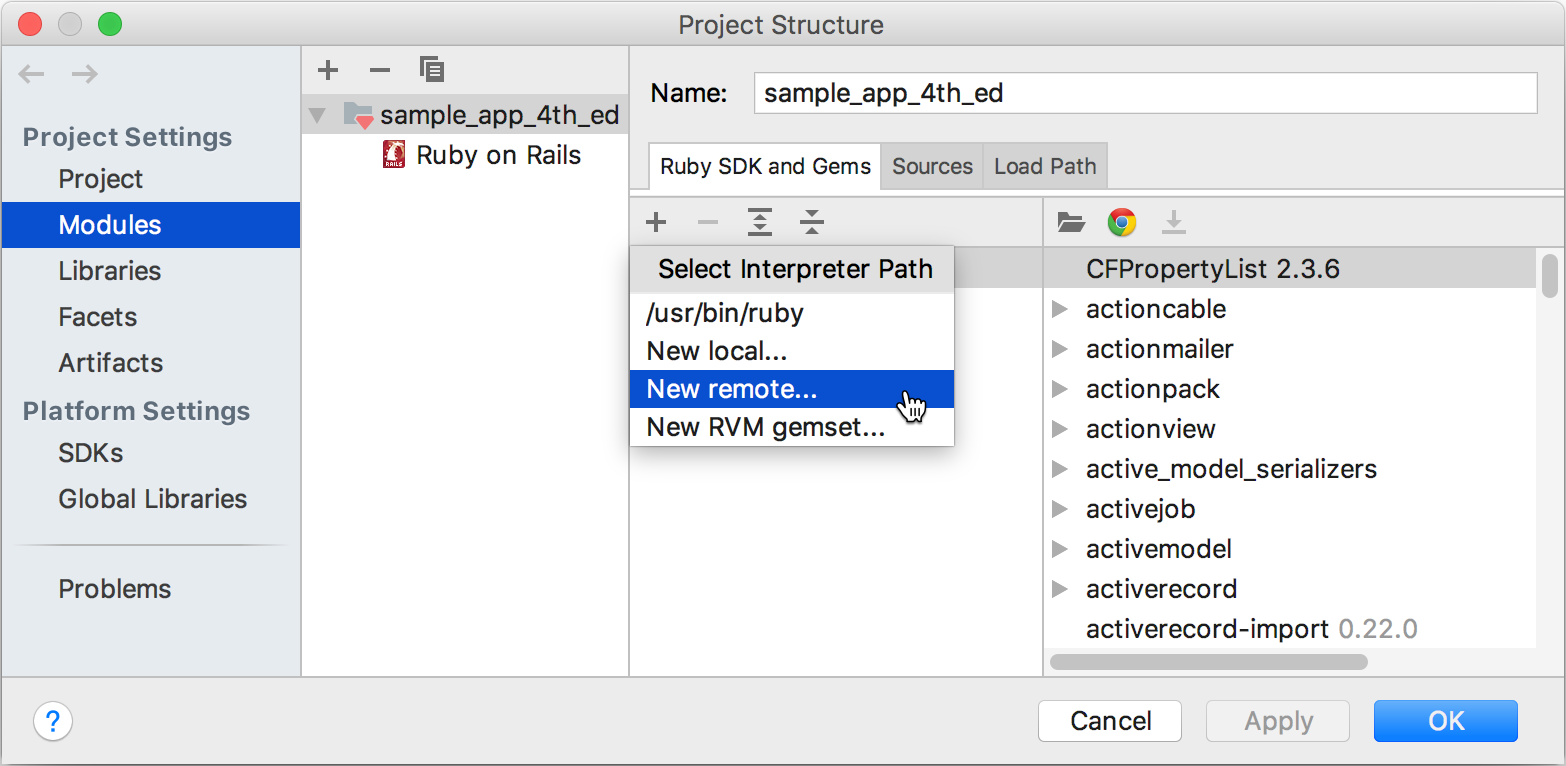 Project Structure
Project Settings
Project
Modules
Libraries
Facets
Artifacts
Platform Settings
SDKs
Global Libraries
Problems
sample_app_4th_ed
Ruby on Rails
RAILS
Name: sample_app_4th_ed
Ruby SDK and Gems Sources Load Path
Select Interpreter Path
/usr/bin/ruby
New local...
New remote...
New RVM gemset...
CFPropertyList 2.3.6
actioncable
actionmailer
actionpack
actionview
active_model_serializers
activejob
activemodel
activerecord
activerecord-import 0.22.0
?
Cancel Apply OK